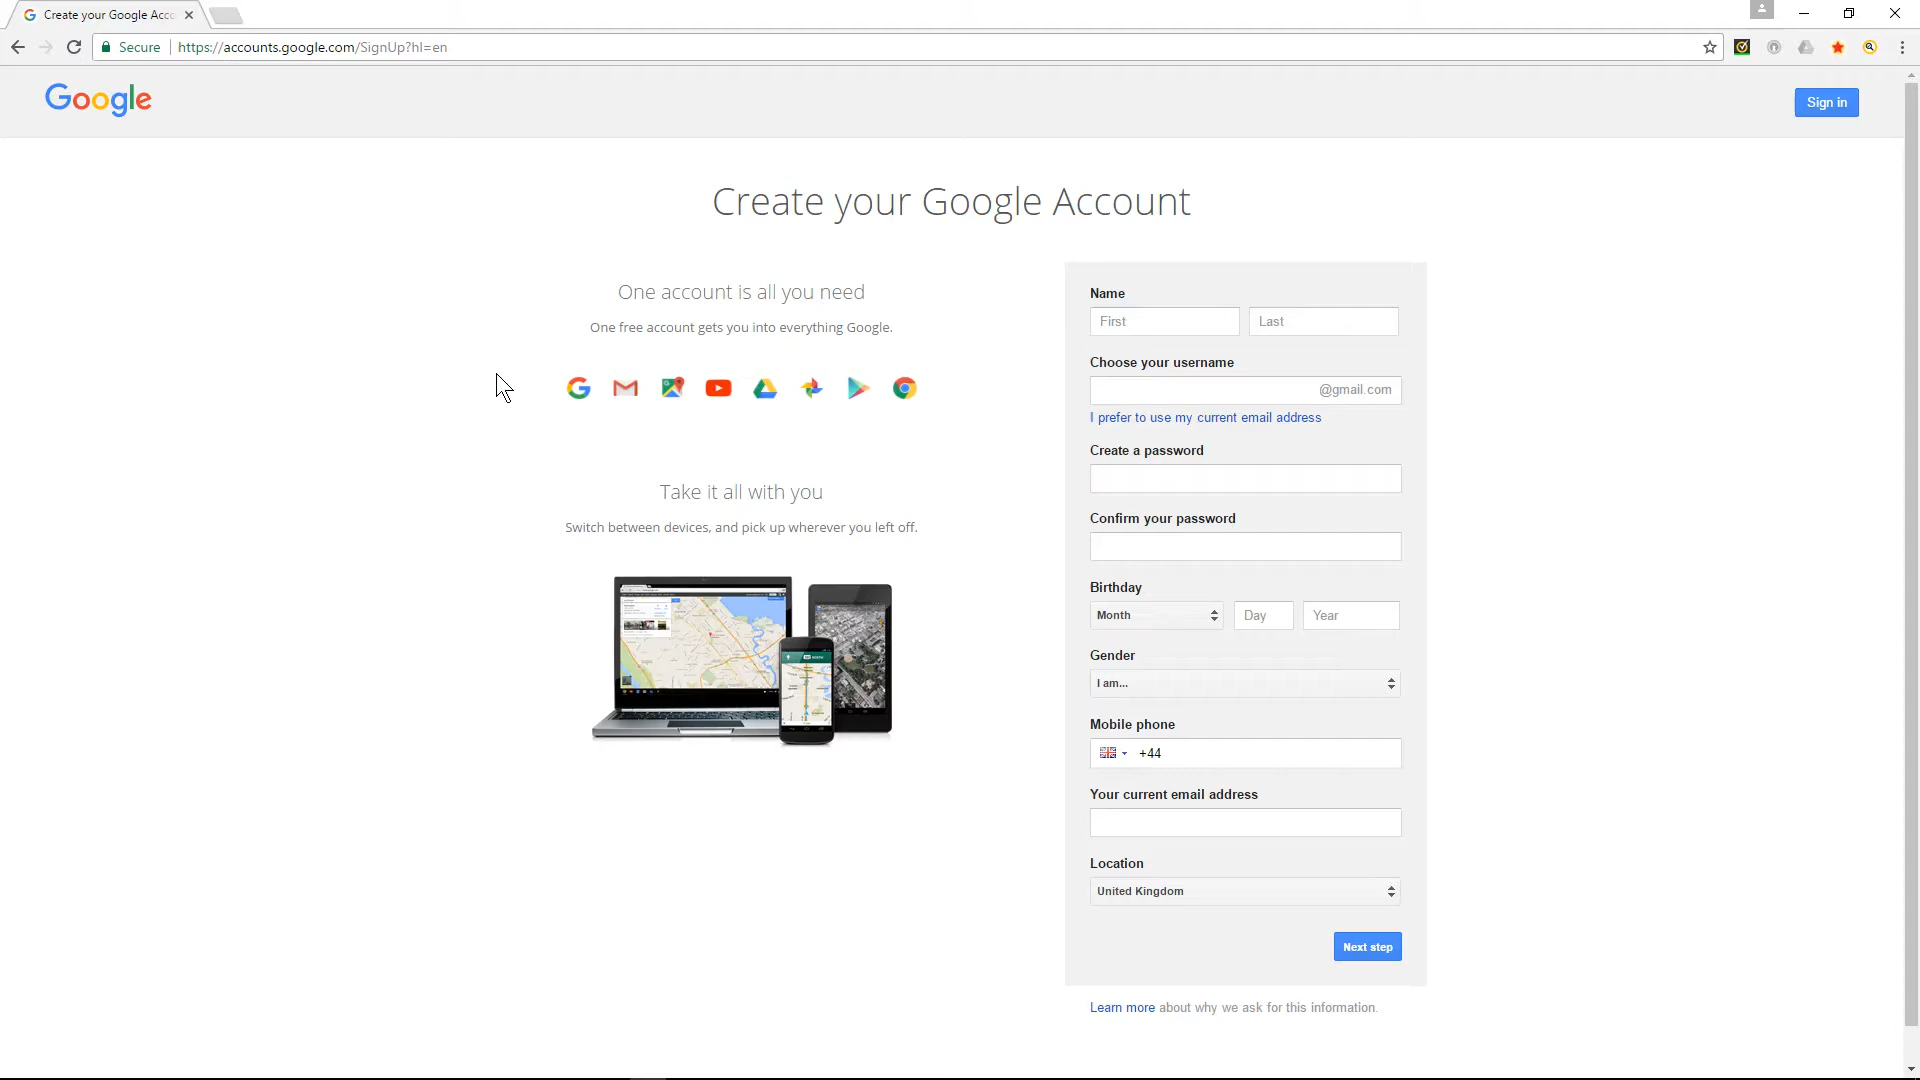 Create your Google Acco
Secure
https://accounts.google.com/SignUp?hl=en
Google
Sign in
Create your Google Account
One account is all you need
One free account gets you into everything Google.
Take it all with you
Switch between devices, and pick up wherever you left off.
Name
First
Last
Choose your username
@gmail.com
I prefer to use my current email address
Create a password
Confirm your password
Birthday
Month
Day
Year
Gender
I am...
Mobile phone
+44
Your current email address
Location
United Kingdom
Next step
Learn more about why we ask for this information.